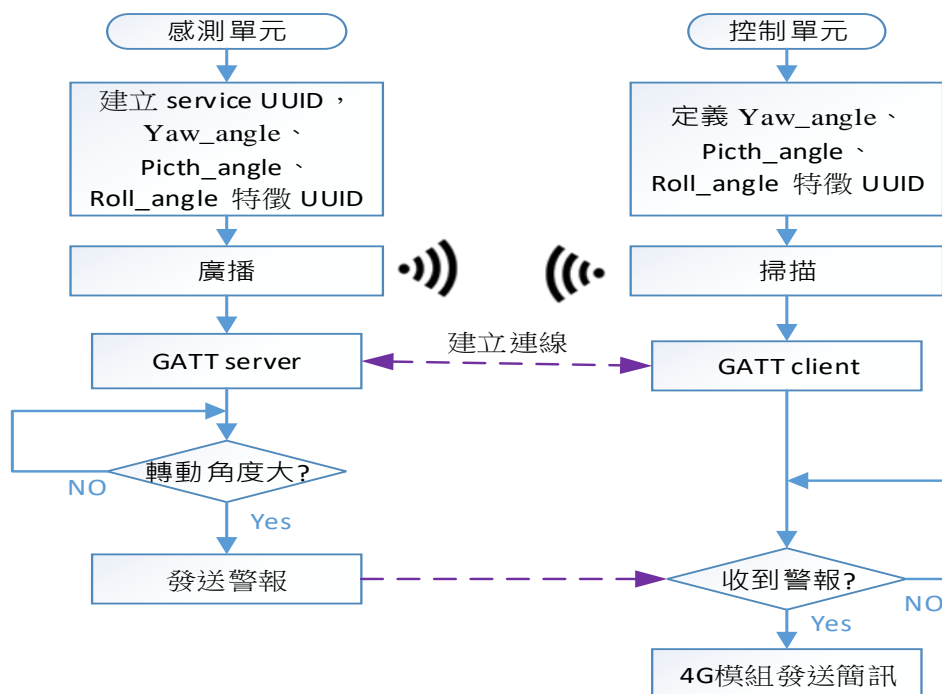 感測單元
建立 service UUID，
Yaw_angle、
Picth_angle、
Roll_angle 特徵 UUID
廣播
GATT server
轉動角度大?
NO
Yes
發送警報
建立連線
控制單元
定義 Yaw_angle、
Picth_angle、
Roll_angle 特徵 UUID
掃描
GATT client
收到警報?
NO
Yes
4G模組發送簡訊